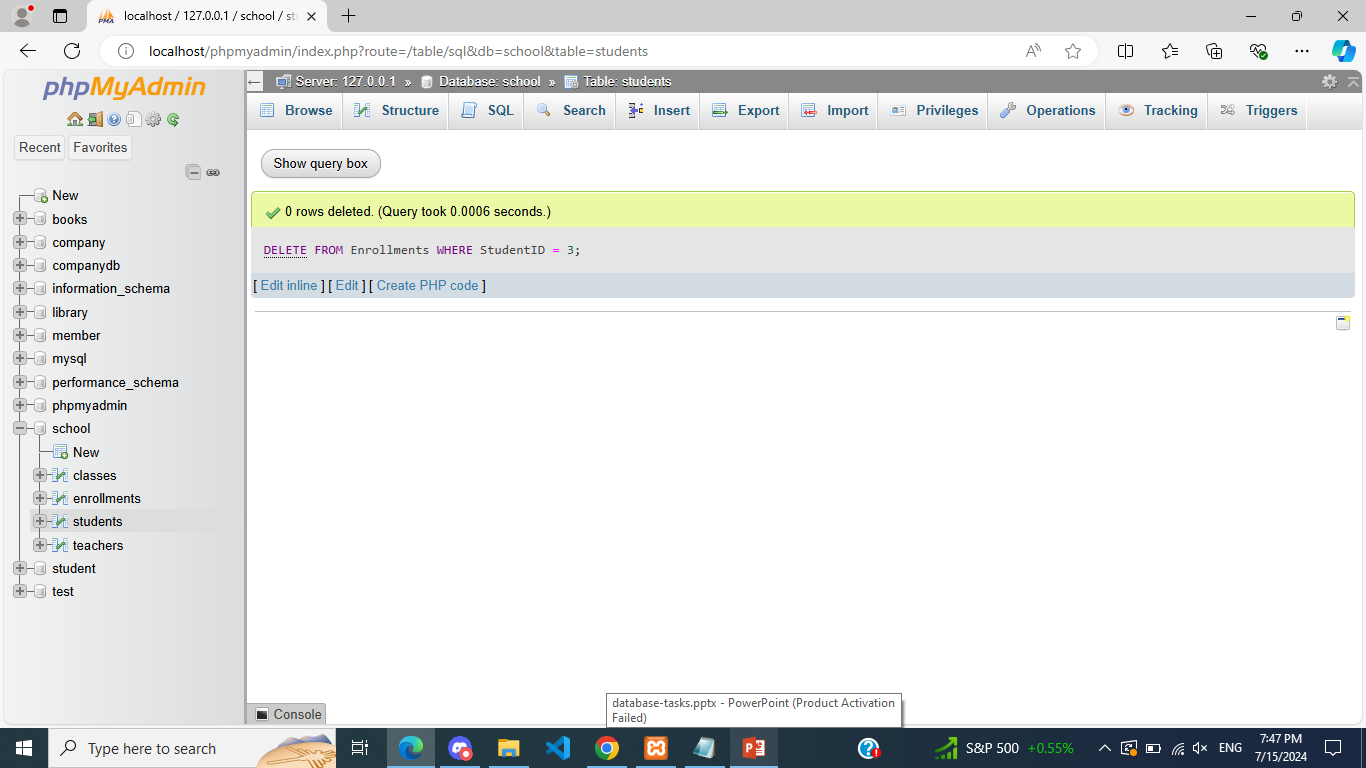 localhost / 127.0.0.1 / school / stu
localhost/phpmyadmin/index.php?route=/table/sql&db=school&table=students
phpMyAdmin
Server: 127.0.0.1 » Database: school » Table: students
Browse Structure SQL Search Insert Export Import Privileges Operations Tracking Triggers
Recent Favorites
Show query box
New
books
company
companydb
information_schema
library
member
mysql
performance_schema
phpmyadmin
school
New
classes
enrollments
students
teachers
student
test
0 rows deleted. (Query took 0.0006 seconds.)
DELETE FROM Enrollments WHERE StudentID = 3;
[ Edit inline ] [ Edit ] [ Create PHP code ]
Console
database-tasks.pptx - PowerPoint (Product Activation
Failed)
Type here to search
S&P 500 +0.55%
ENG
7:47 PM
7/15/2024